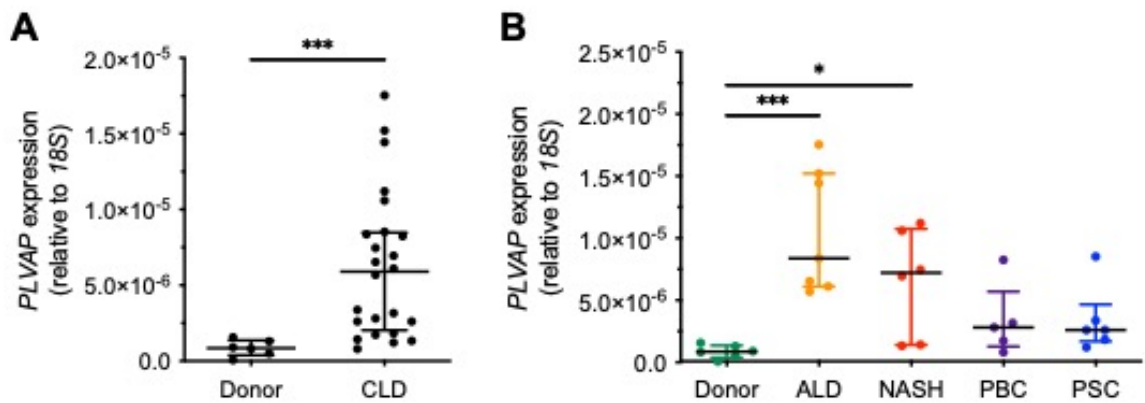 A
***
PLVAP expression
(relative to 18S)
2.0×10⁻⁵
1.5×10⁻⁵
1.0×10⁻⁵
5.0×10⁻⁶
0.0
Donor CLD
B
*
***
PLVAP expression
(relative to 18S)
2.5×10⁻⁵
2.0×10⁻⁵
1.5×10⁻⁵
1.0×10⁻⁵
5.0×10⁻⁶
0.0
Donor ALD NASH PBC PSC